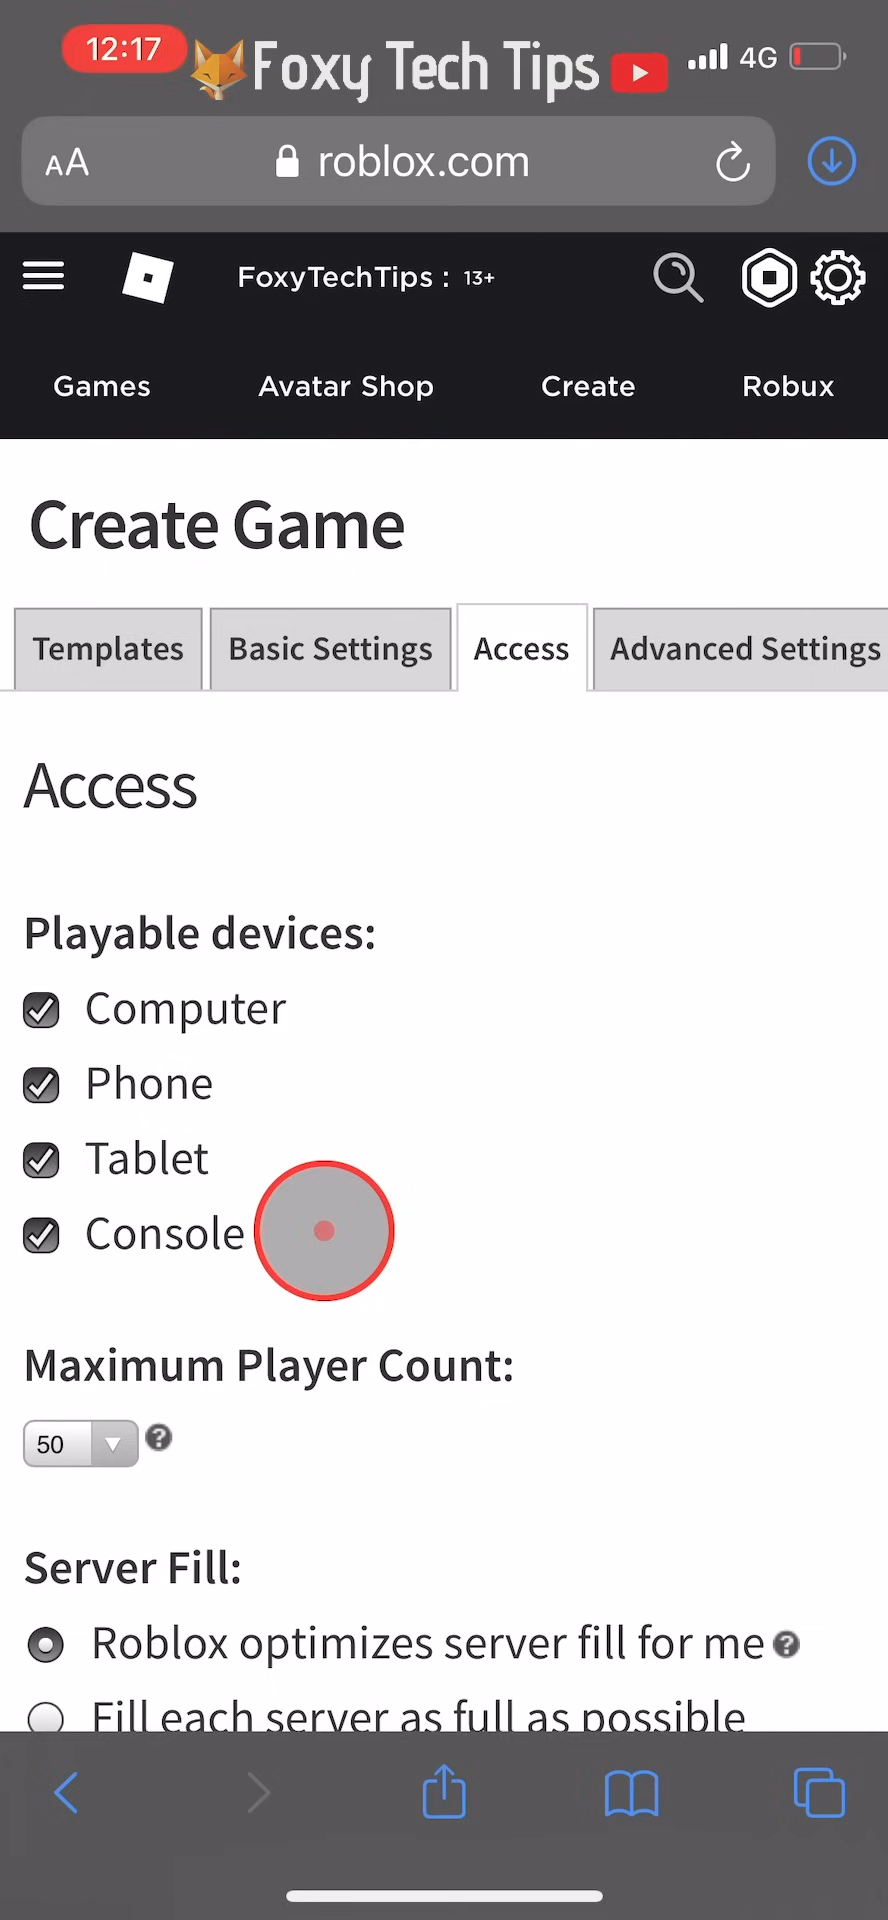 12:17
Foxy Tech Tips
4G
AA
roblox.com
FoxyTechTips : 13+
Games
Avatar Shop
Create
Robux
Create Game
Templates
Basic Settings
Access
Advanced Settings
Access
Playable devices:
Computer
Phone
Tablet
Console
Maximum Player Count:
50
?
Server Fill:
Roblox optimizes server fill for me ?
Fill each server as full as possible